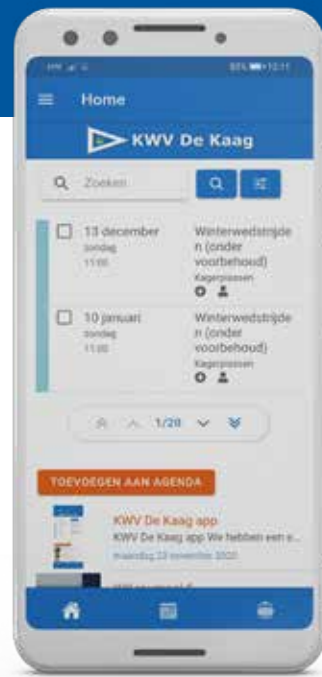 Home
KWV De Kaag
Zoeken
13 december
zondag
11:00
Winterwedstrijde
n (onder
voorbehoud)
Kagerplassen
10 januari
zondag
11:00
Winterwedstrijde
n (onder
voorbehoud)
Kagerplassen
1/20
TOEVOEGEN AAN AGENDA
KWV De Kaag app
KWV De Kaag app We hebben een e...
maandag 23 november 2020